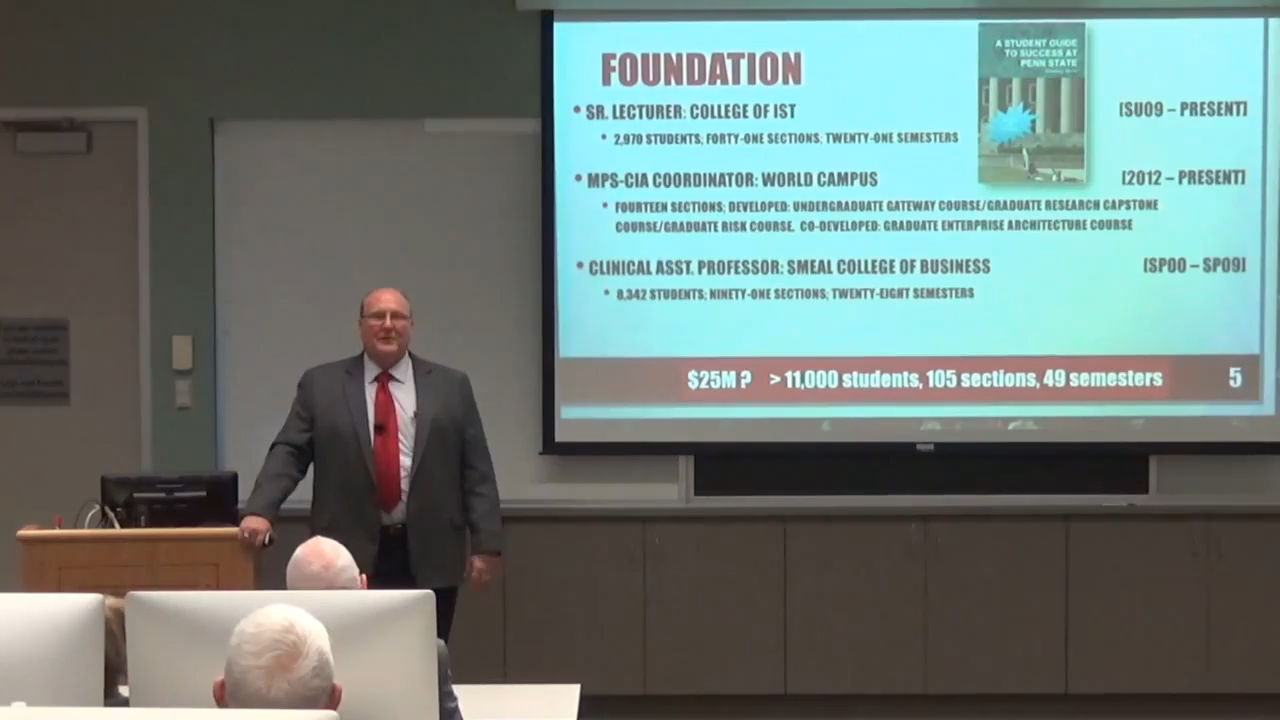 FOUNDATION
A STUDENT GUIDE
TO SUCCESS AT
PENN STATE
• SR. LECTURER: COLLEGE OF IST [SU09 – PRESENT]
• 2,970 STUDENTS; FORTY-ONE SECTIONS; TWENTY-ONE SEMESTERS
• MPS-CIA COORDINATOR: WORLD CAMPUS [2012 – PRESENT]
• FOURTEEN SECTIONS; DEVELOPED: UNDERGRADUATE GATEWAY COURSE/GRADUATE RESEARCH CAPSTONE
COURSE/GRADUATE RISK COURSE. CO-DEVELOPED: GRADUATE ENTERPRISE ARCHITECTURE COURSE
• CLINICAL ASST. PROFESSOR: SMEAL COLLEGE OF BUSINESS [SP00 – SP09]
• 8,342 STUDENTS; NINETY-ONE SECTIONS; TWENTY-EIGHT SEMESTERS
$25M ? > 11,000 students, 105 sections, 49 semesters 5